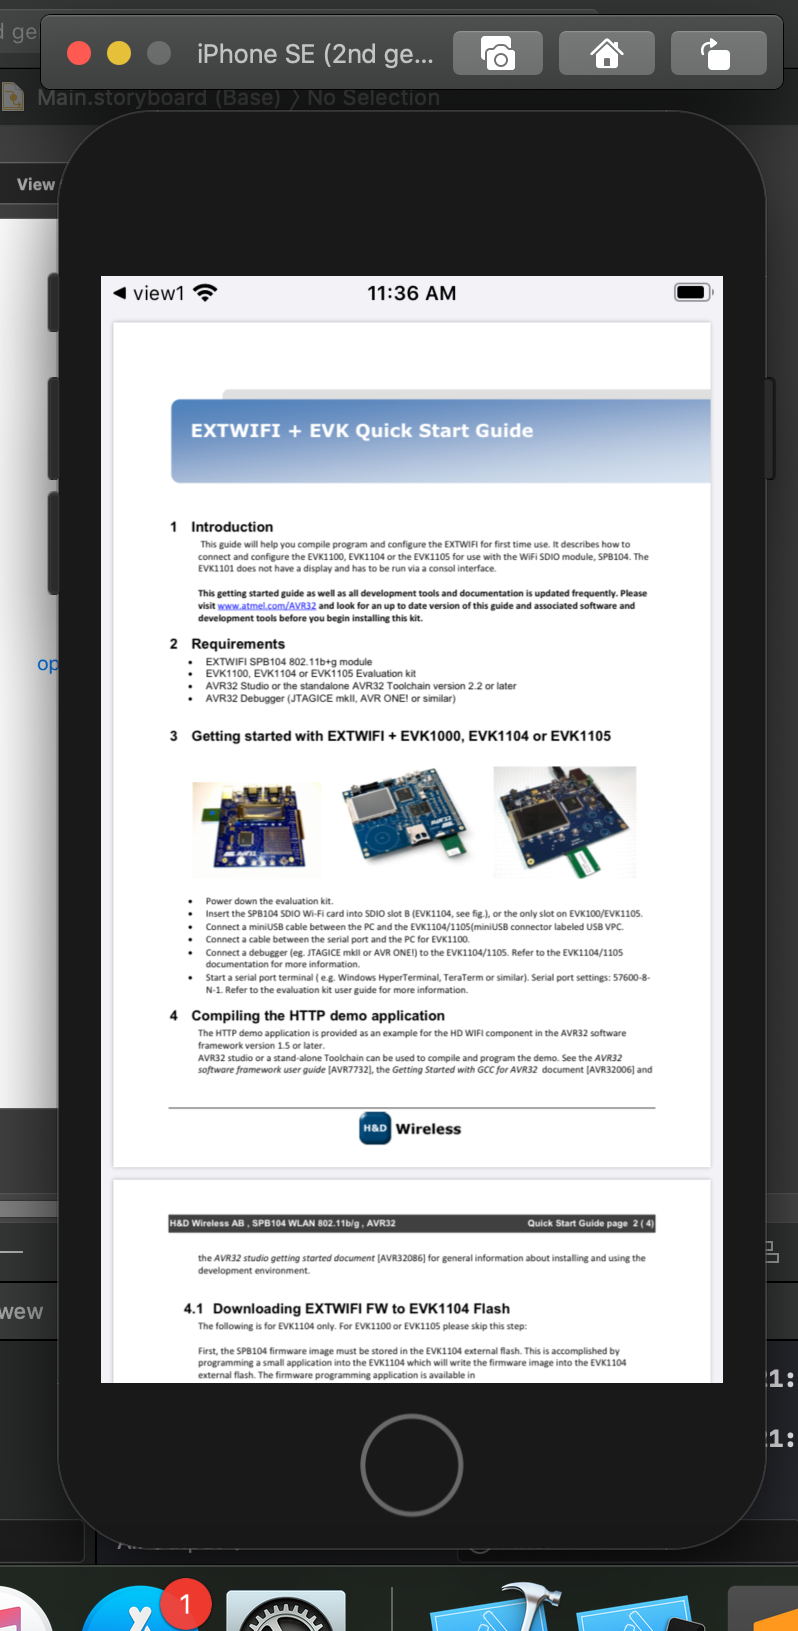 iPhone SE (2nd ge...
Main.storyboard (Base) 〉 No Selection
View
◀ view1
11:36 AM
EXTWIFI + EVK Quick Start Guide
1 Introduction
This guide will help you compile program and configure the EXTWIFI for first time use. It describes how to
connect and configure the EVK1100, EVK1104 or the EVK1105 for use with the WiFi SDIO module, SPB104. The
EVK1101 does not have a display and has to be run via a consol interface.
This getting started guide as well as all development tools and documentation is updated frequently. Please
visit www.atmel.com/AVR32 and look for an up to date version of this guide and associated software and
development tools before you begin installing this kit.
op
2 Requirements
• EXTWIFI SPB104 802.11b+g module
• EVK1100, EVK1104 or EVK1105 Evaluation kit
• AVR32 Studio or the standalone AVR32 Toolchain version 2.2 or later
• AVR32 Debugger (JTAGICE mkII, AVR ONE! or similar)
3 Getting started with EXTWIFI + EVK1000, EVK1104 or EVK1105
• Power down the evaluation kit.
• Insert the SPB104 SDIO Wi-Fi card into SDIO slot B (EVK1104, see fig.), or the only slot on EVK100/EVK1105.
• Connect a miniUSB cable between the PC and the EVK1104/1105(miniUSB connector labeled USB VPC.
• Connect a cable between the serial port and the PC for EVK1100.
• Connect a debugger (eg. JTAGICE mkII or AVR ONE!) to the EVK1104/1105. Refer to the EVK1104/1105
documentation for more information.
• Start a serial port terminal ( e.g. Windows HyperTerminal, TeraTerm or similar). Serial port settings: 57600-8-
N-1. Refer to the evaluation kit user guide for more information.
4 Compiling the HTTP demo application
The HTTP demo application is provided as an example for the HD WIFI component in the AVR32 software
framework version 1.5 or later.
AVR32 studio or a stand-alone Toolchain can be used to compile and program the demo. See the AVR32
software framework user guide [AVR7732], the Getting Started with GCC for AVR32 document [AVR32006] and
H&D Wireless
H&D Wireless AB , SPB104 WLAN 802.11b/g , AVR32 Quick Start Guide page 2 ( 4)
the AVR32 studio getting started document [AVR32086] for general information about installing and using the
development environment.
4.1 Downloading EXTWIFI FW to EVK1104 Flash
The following is for EVK1104 only. For EVK1100 or EVK1105 please skip this step:
First, the SPB104 firmware image must be stored in the EVK1104 external flash. This is accomplished by
programming a small application into the EVK1104 which will write the firmware image into the EVK1104
external flash. The firmware programming application is available in
21:
21:
1